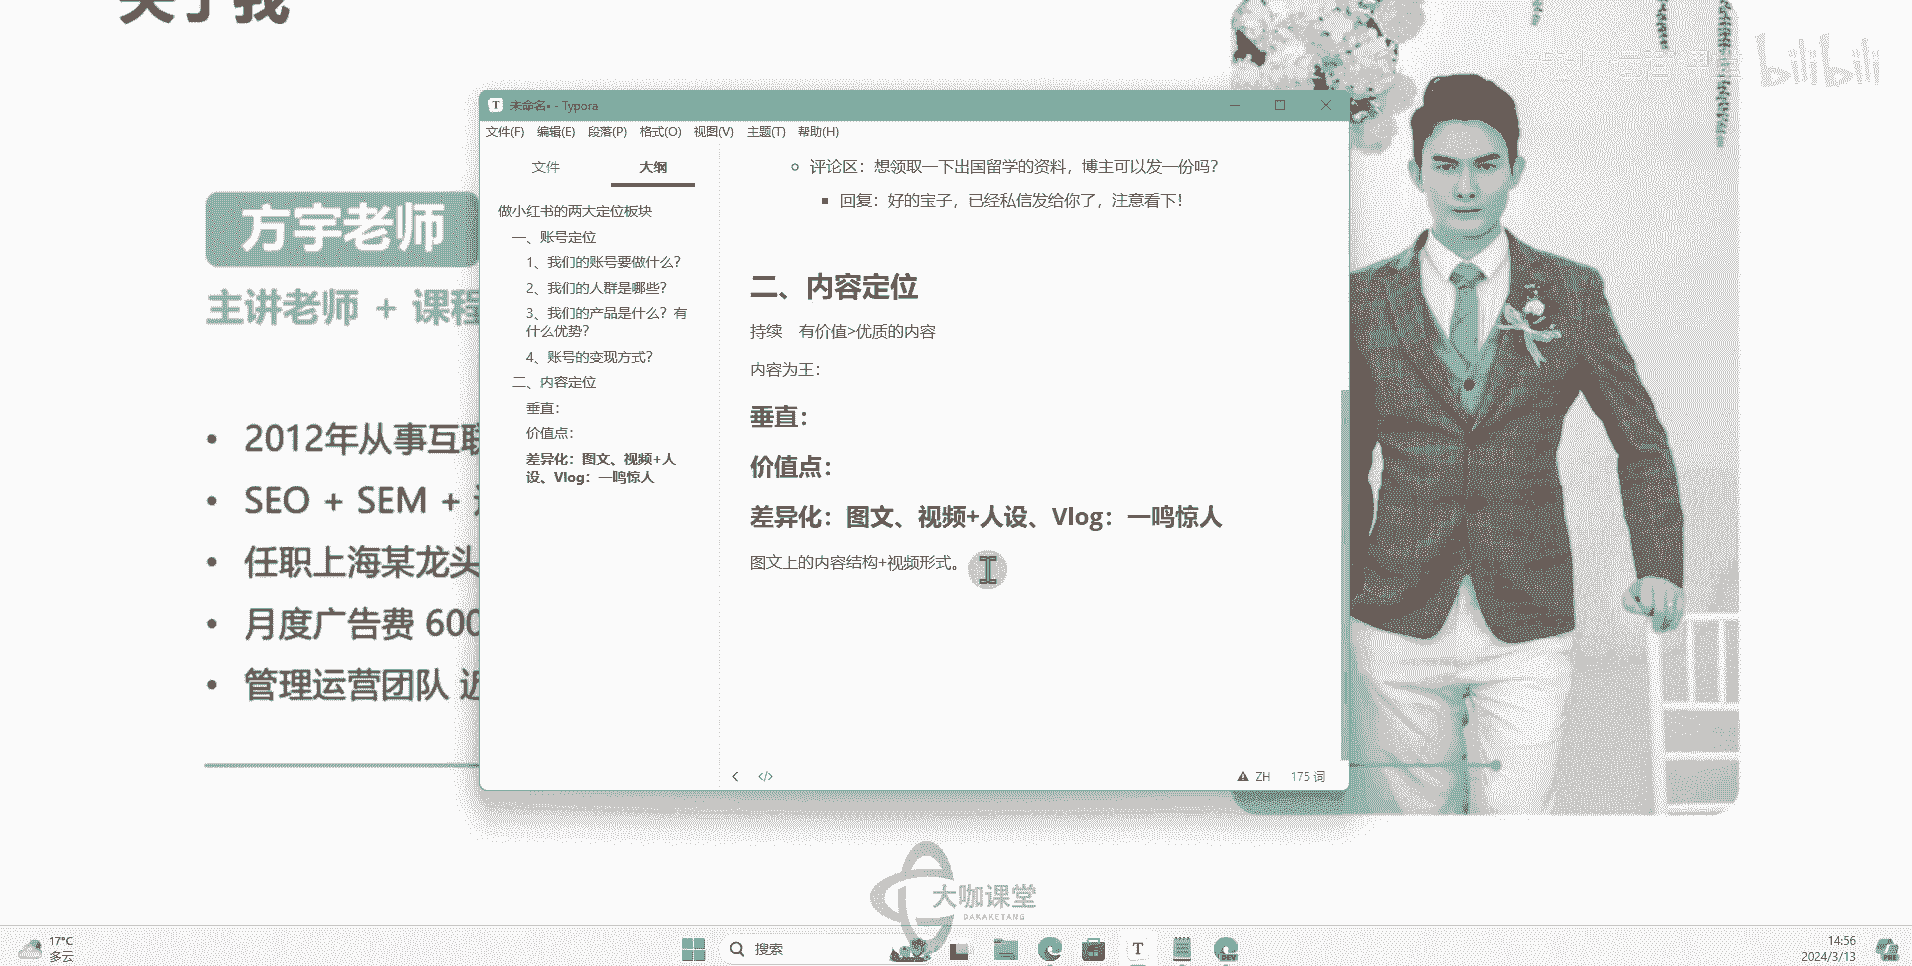 关于我
bilibili
方宇老师
主讲老师 + 课程
2012年从事互联
SEO + SEM +
任职上海某龙头
月度广告费 600
管理运营团队 近
未命名• - Typora
文件(F) 编辑(E) 段落(P) 格式(O) 视图(V) 主题(T) 帮助(H)
文件 大纲
做小红书的两大定位板块
一、账号定位
1、我们的账号要做什么？
2、我们的人群是哪些？
3、我们的产品是什么？有
什么优势？
4、账号的变现方式？
二、内容定位
垂直：
价值点：
差异化：图文、视频+人
设、Vlog：一鸣惊人
评论区：想领取一下出国留学的资料，博主可以发一份吗？
回复：好的宝子，已经私信发给你了，注意看下！
二、内容定位
持续 有价值>优质的内容
内容为王：
垂直：
价值点：
差异化：图文、视频+人设、Vlog：一鸣惊人
图文上的内容结构+视频形式。
ZH 175 词
大咖课堂
DAKAKETANG
17°C
多云
搜索
14:56
2024/3/13